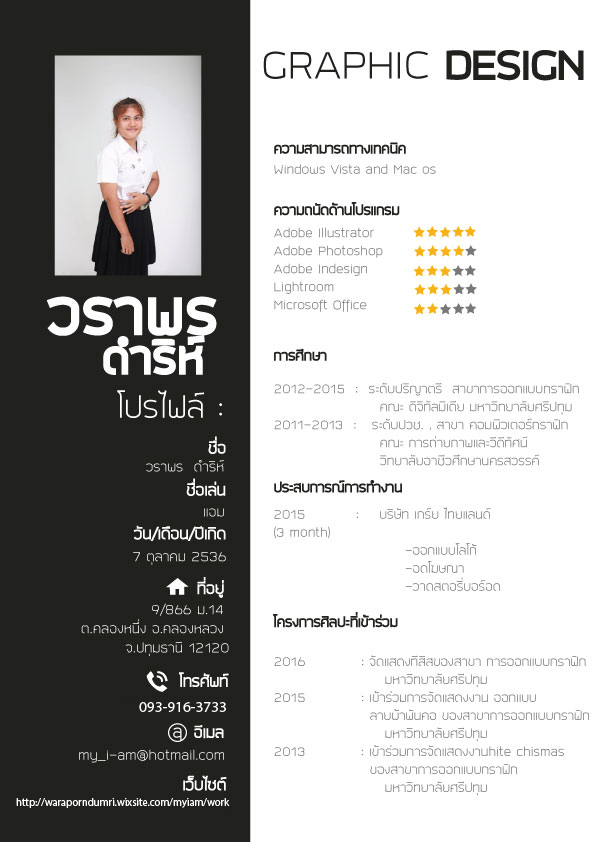 วราพร
ดำริห์
โปรไฟล์ :
ชื่อ
วราพร ดำริห์
ชื่อเล่น
แอม
วัน/เดือน/ปีเกิด
7 ตุลาคม 2536
ที่อยู่
9/866 ม.14
ต.คลองหนึ่ง อ.คลองหลวง
จ.ปทุมธานี 12120
โทรศัพท์
093-916-3733
@ อีเมล
my_i-am@hotmail.com
เว็บไซต์
http://waraporndumri.wixsite.com/myiam/work
GRAPHIC DESIGN
ความสามารถทางเทคนิค
Windows Vista and Mac os
ความถนัดด้านโปรแกรม
Adobe Illustrator
Adobe Photoshop
Adobe Indesign
Lightroom
Microsoft Office
การศึกษา
2012-2015 : ระดับปริญาตรี สาขาการออกแบบกราฟิก
คณะ ดิจิทัลมีเดีย มหาวิทยาลัยศรีปทุม
2011-2013 : ระดับปวช. , สาขา คอมพิวเตอร์กราฟิก
คณะ การถ่ายภาพและวีดิทัศน์
วิทยาลัยอาชีวศึกษานครสวรรค์
ประสบการณ์การทำงาน
2015 : บริษัท เกร์ย ไทยแลนด์
(3 month)
-ออกแบบโลโก้
-อดโฆษณา
-วาดสตอรี่บอร์อด
โครงการศิลปะที่เข้าร่วม
2016 : จัดแสดงทีสิสของสาขา การออกแบบกราฟิก
มหาวิทยาลัยศรีปทุม
2015 : เข้าร่วมการจัดแสดงงาน ออกแบบ
ลายผ้าพันคอ ของสาขาการออกแบบกราฟิก
มหาวิทยาลัยศรีปทุม
2013 : เข้าร่วมการจัดแสดงงานhite chismas
ของสาขาการออกแบบกราฟิก
มหาวิทยาลัยศรีปทุม